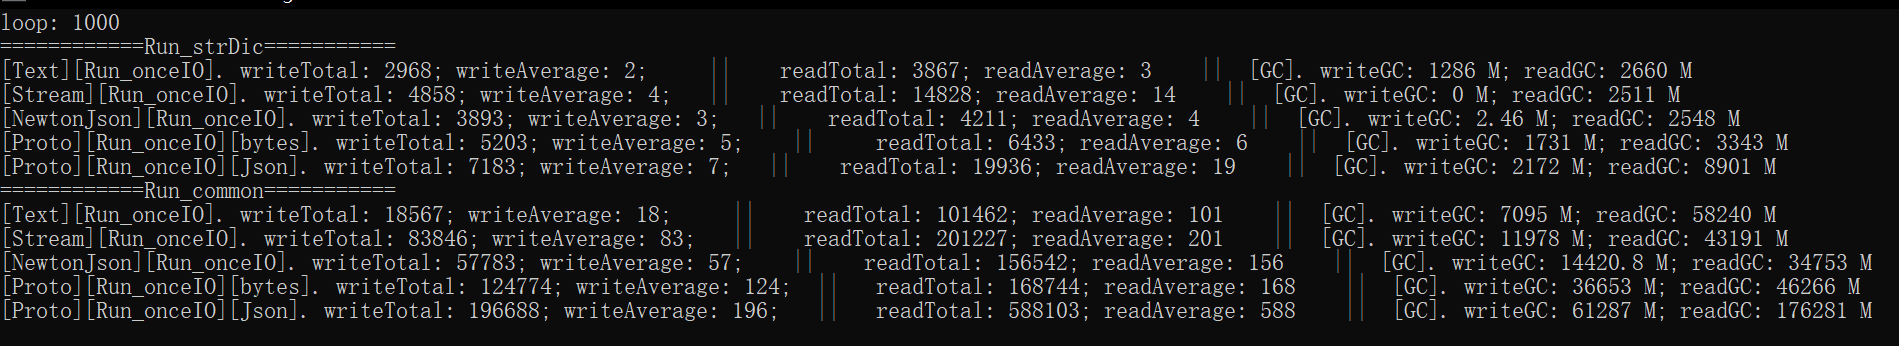 loop: 1000
============Run_strDic===========
[Text][Run_onceIO]. writeTotal: 2968; writeAverage: 2; || readTotal: 3867; readAverage: 3 || [GC]. writeGC: 1286 M; readGC: 2660 M
[Stream][Run_onceIO]. writeTotal: 4858; writeAverage: 4; || readTotal: 14828; readAverage: 14 || [GC]. writeGC: 0 M; readGC: 2511 M
[NewtonJson][Run_onceIO]. writeTotal: 3893; writeAverage: 3; || readTotal: 4211; readAverage: 4 || [GC]. writeGC: 2.46 M; readGC: 2548 M
[Proto][Run_onceIO][bytes]. writeTotal: 5203; writeAverage: 5; || readTotal: 6433; readAverage: 6 || [GC]. writeGC: 1731 M; readGC: 3343 M
[Proto][Run_onceIO][Json]. writeTotal: 7183; writeAverage: 7; || readTotal: 19936; readAverage: 19 || [GC]. writeGC: 2172 M; readGC: 8901 M
============Run_common===========
[Text][Run_onceIO]. writeTotal: 18567; writeAverage: 18; || readTotal: 101462; readAverage: 101 || [GC]. writeGC: 7095 M; readGC: 58240 M
[Stream][Run_onceIO]. writeTotal: 83846; writeAverage: 83; || readTotal: 201227; readAverage: 201 || [GC]. writeGC: 11978 M; readGC: 43191 M
[NewtonJson][Run_onceIO]. writeTotal: 57783; writeAverage: 57; || readTotal: 156542; readAverage: 156 || [GC]. writeGC: 14420.8 M; readGC: 34753 M
[Proto][Run_onceIO][bytes]. writeTotal: 124774; writeAverage: 124; || readTotal: 168744; readAverage: 168 || [GC]. writeGC: 36653 M; readGC: 46266 M
[Proto][Run_onceIO][Json]. writeTotal: 196688; writeAverage: 196; || readTotal: 588103; readAverage: 588 || [GC]. writeGC: 61287 M; readGC: 176281 M